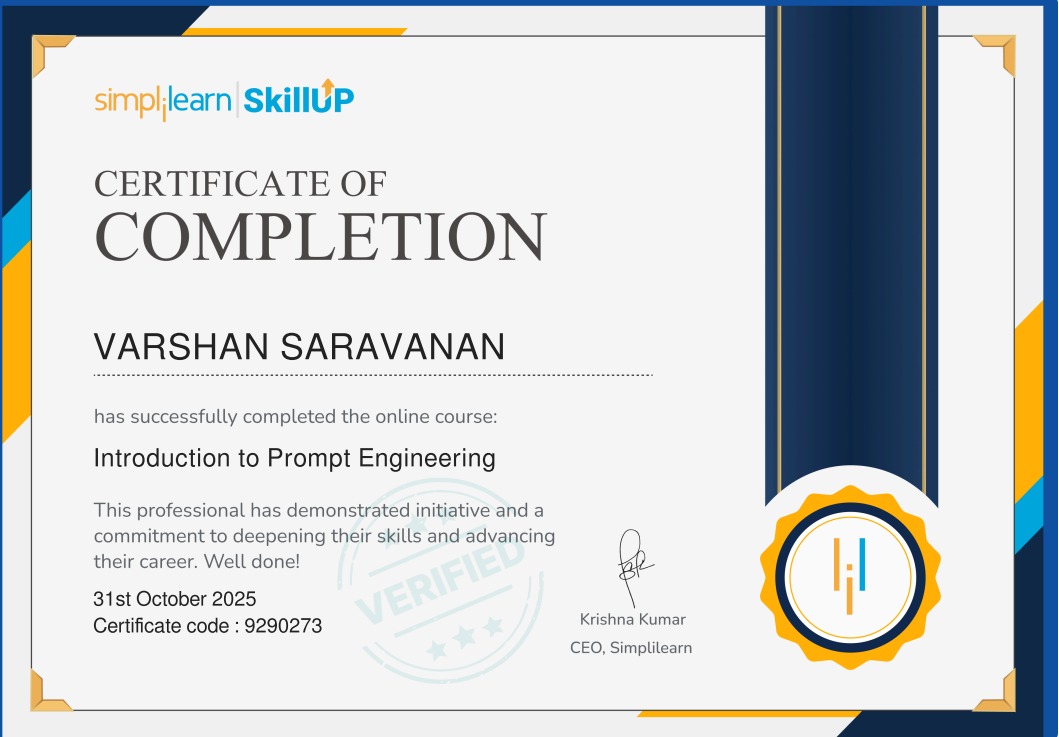 simplilearn | SkillUP
CERTIFICATE OF
COMPLETION
VARSHAN SARAVANAN
has successfully completed the online course:
Introduction to Prompt Engineering
This professional has demonstrated initiative and a
commitment to deepening their skills and advancing
their career. Well done!
VERIFIED
31st October 2025
Certificate code : 9290273
Krishna Kumar
CEO, Simplilearn